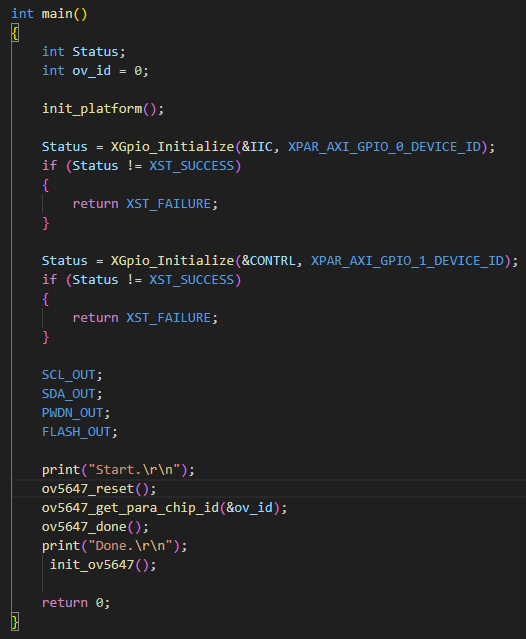 int main()
{
    int Status;
    int ov_id = 0;

    init_platform();

    Status = XGpio_Initialize(&IIC, XPAR_AXI_GPIO_0_DEVICE_ID);
    if (Status != XST_SUCCESS)
    {
        return XST_FAILURE;
    }

    Status = XGpio_Initialize(&CONTRL, XPAR_AXI_GPIO_1_DEVICE_ID);
    if (Status != XST_SUCCESS)
    {
        return XST_FAILURE;
    }

    SCL_OUT;
    SDA_OUT;
    PWDN_OUT;
    FLASH_OUT;

    print("Start.\r\n");
    ov5647_reset();
    ov5647_get_para_chip_id(&ov_id);
    ov5647_done();
    print("Done.\r\n");
     init_ov5647();

    return 0;
}